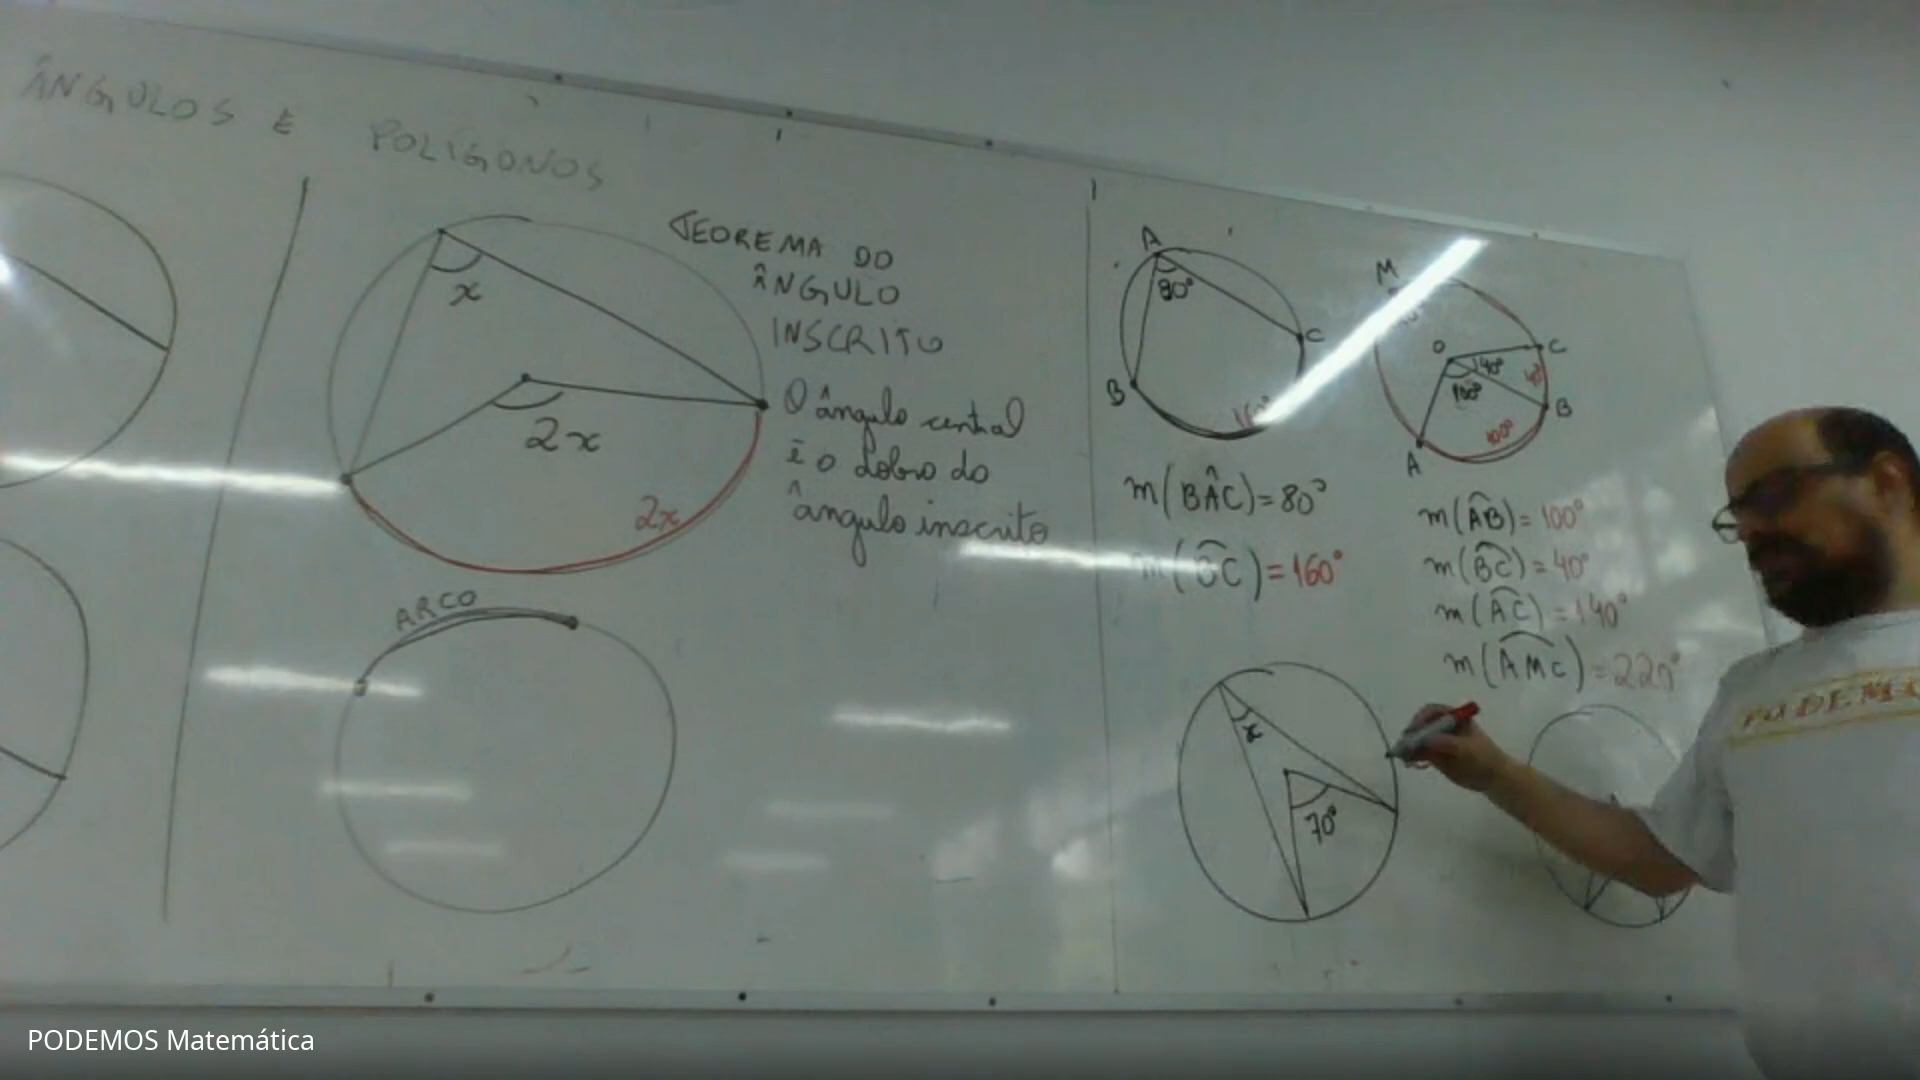 ÂNGULOS E POLÍGONOS
x
2x
2x
TEOREMA DO
ÂNGULO
INSCRITO
O ângulo central
é o dobro do
ângulo inscrito
ARCO
A
80°
B
C
m(BÂC)=80°
m(BC)=160°
M
O
C
40°
100°
40°
B
100°
A
m(AB)=100°
m(BC)=40°
m(AC)=140°
m(AMC)=220°
x
70°
PODEMOS Matemática